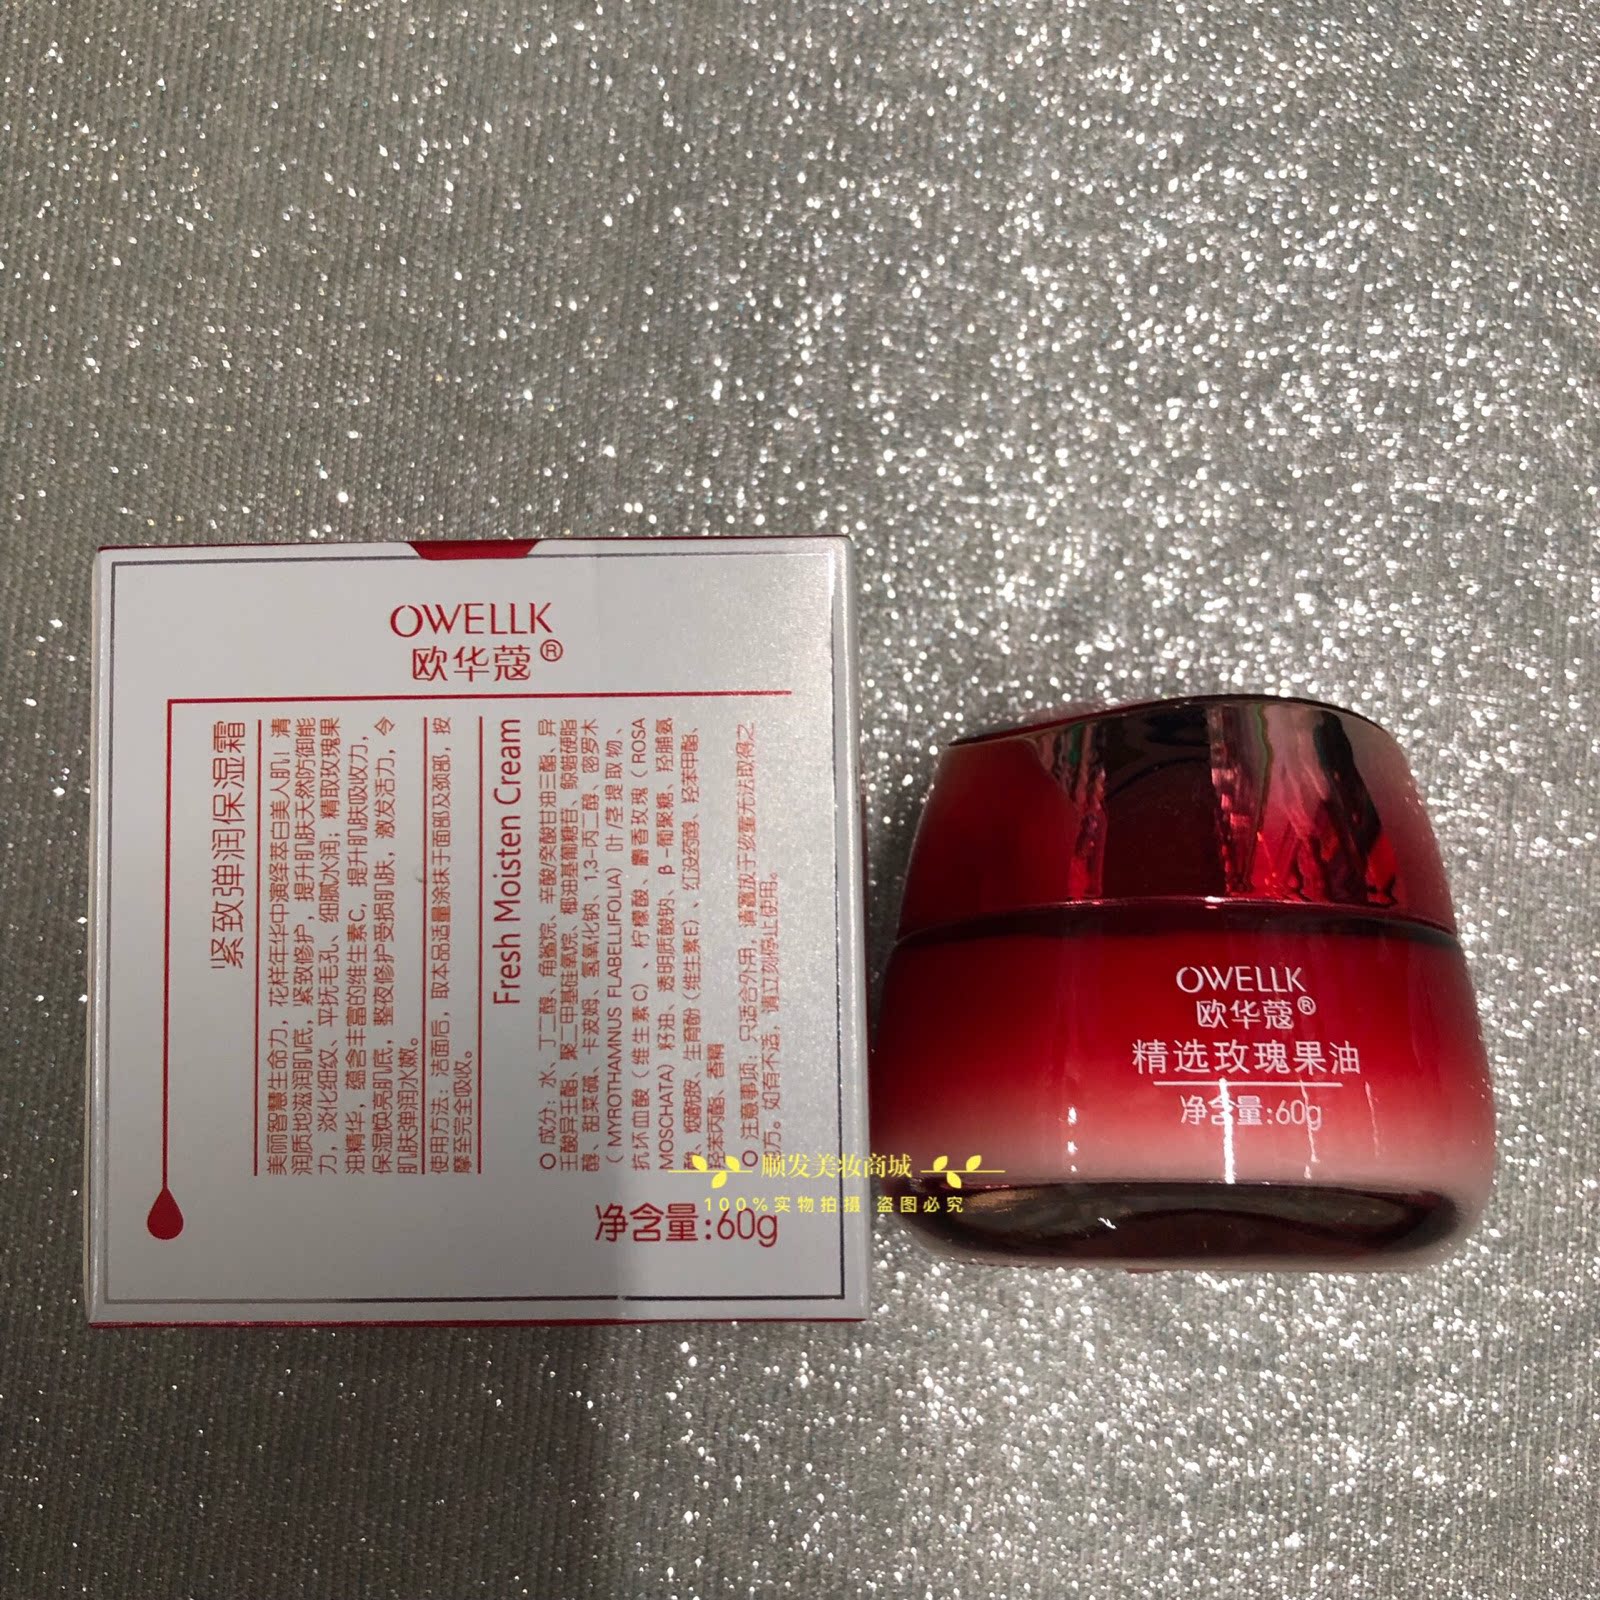 OWELLK
欧华蔻®
紧致弹润保湿霜
美丽智慧生命力，花样年华中演绎萃白美人肌！清
润质地滋润肌底，紧致修护，提升肌肤天然防御能
力，淡化细纹、平抚毛孔、细腻水润；精取玫瑰果
油精华，蕴含丰富的维生素C，提升肌肤吸收力，
保湿焕亮肌底，整夜修护受损肌肤，激发活力，令
肌肤弹润水嫩。
使用方法：洁面后，取本品适量涂抹于面部及颈部，按
摩至完全吸收。
Fresh Moisten Cream
成分：水、丁二醇、角鲨烷、辛酸癸酸甘油三酯、异
壬酸异壬酯、聚二甲基硅氧烷、椰油基葡糖苷、鲸蜡硬脂
醇、甜菜碱、卡波姆、氢氧化钠、1,3-丙二醇、密罗木
（MYROTHAMNUS FLABELLIFOLIA）叶/茎提取物、
抗坏血酸（维生素C）、柠檬酸、麝香玫瑰（ROSA
MOSCHATA）籽油、透明质酸钠、β-葡聚糖、羟脯氨
酸、烟酰胺、生育酚（维生素E）、红没药醇、羟苯甲酯、
羟苯丙酯、香精
注意事项：只适合外用，请置放于孩童无法取得之
地方。如有不适，请立刻停止使用。
净含量:60g
OWELLK
欧华蔻®
精选玫瑰果油
净含量:60g
顺发美妆商城
100%实物拍摄 盗图必究